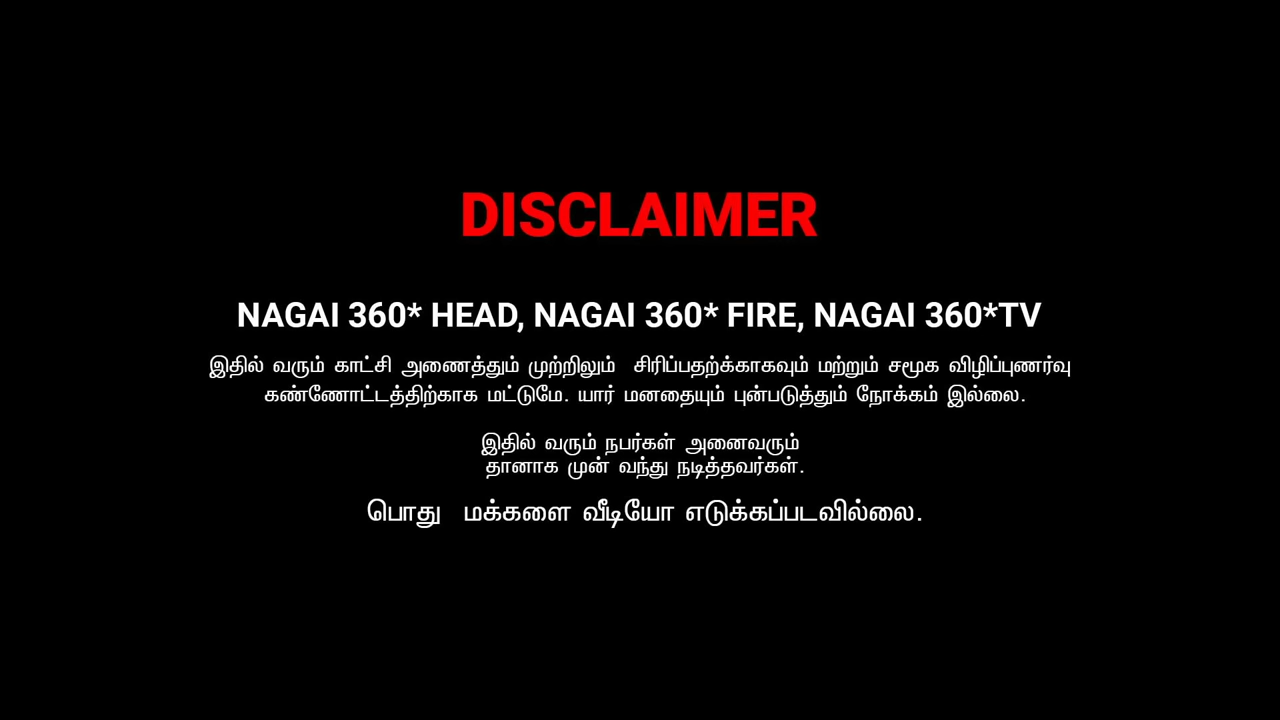 DISCLAIMER
NAGAI 360* HEAD, NAGAI 360* FIRE, NAGAI 360*TV
இதில் வரும் காட்சி அணைத்தும் முற்றிலும் சிரிப்பதற்க்காகவும் மற்றும் சமூக விழிப்புணர்வு
கண்ணோட்டத்திற்காக மட்டுமே. யார் மனதையும் புன்படுத்தும் நோக்கம் இல்லை.
இதில் வரும் நபர்கள் அனைவரும்
தானாக முன் வந்து நடித்தவர்கள்.
பொது மக்களை வீடியோ எடுக்கப்படவில்லை.